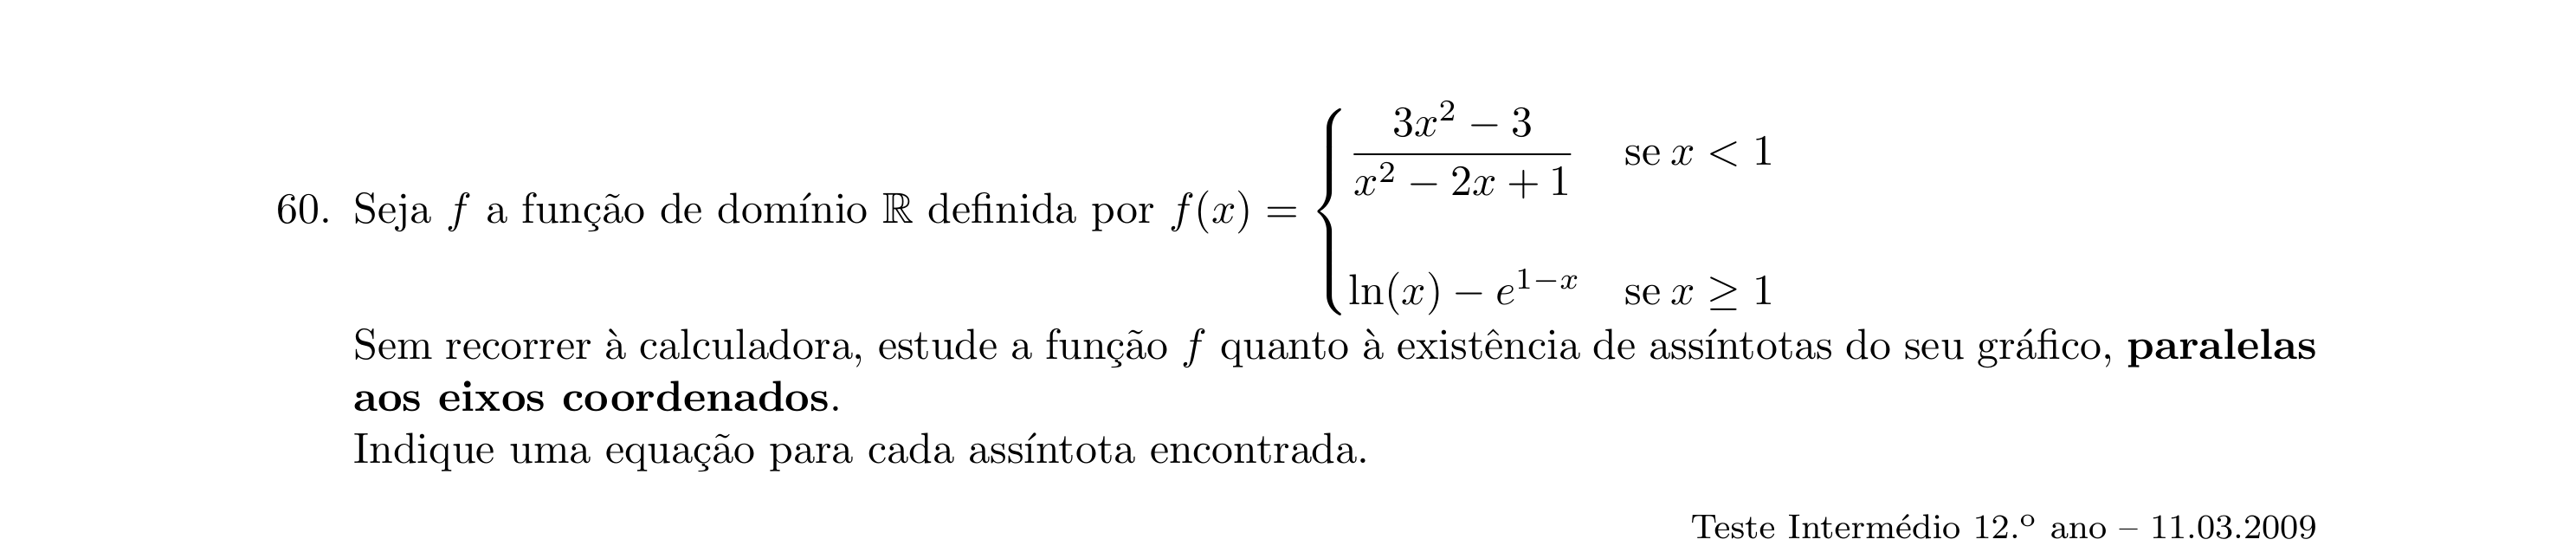 60. Seja f a função de domínio ℝ definida por f(x) = { (3x² − 3)/(x² − 2x + 1) se x < 1
ln(x) − e^(1−x) se x ≥ 1
Sem recorrer à calculadora, estude a função f quanto à existência de assíntotas do seu gráfico, paralelas
aos eixos coordenados.
Indique uma equação para cada assíntota encontrada.
Teste Intermédio 12.º ano – 11.03.2009